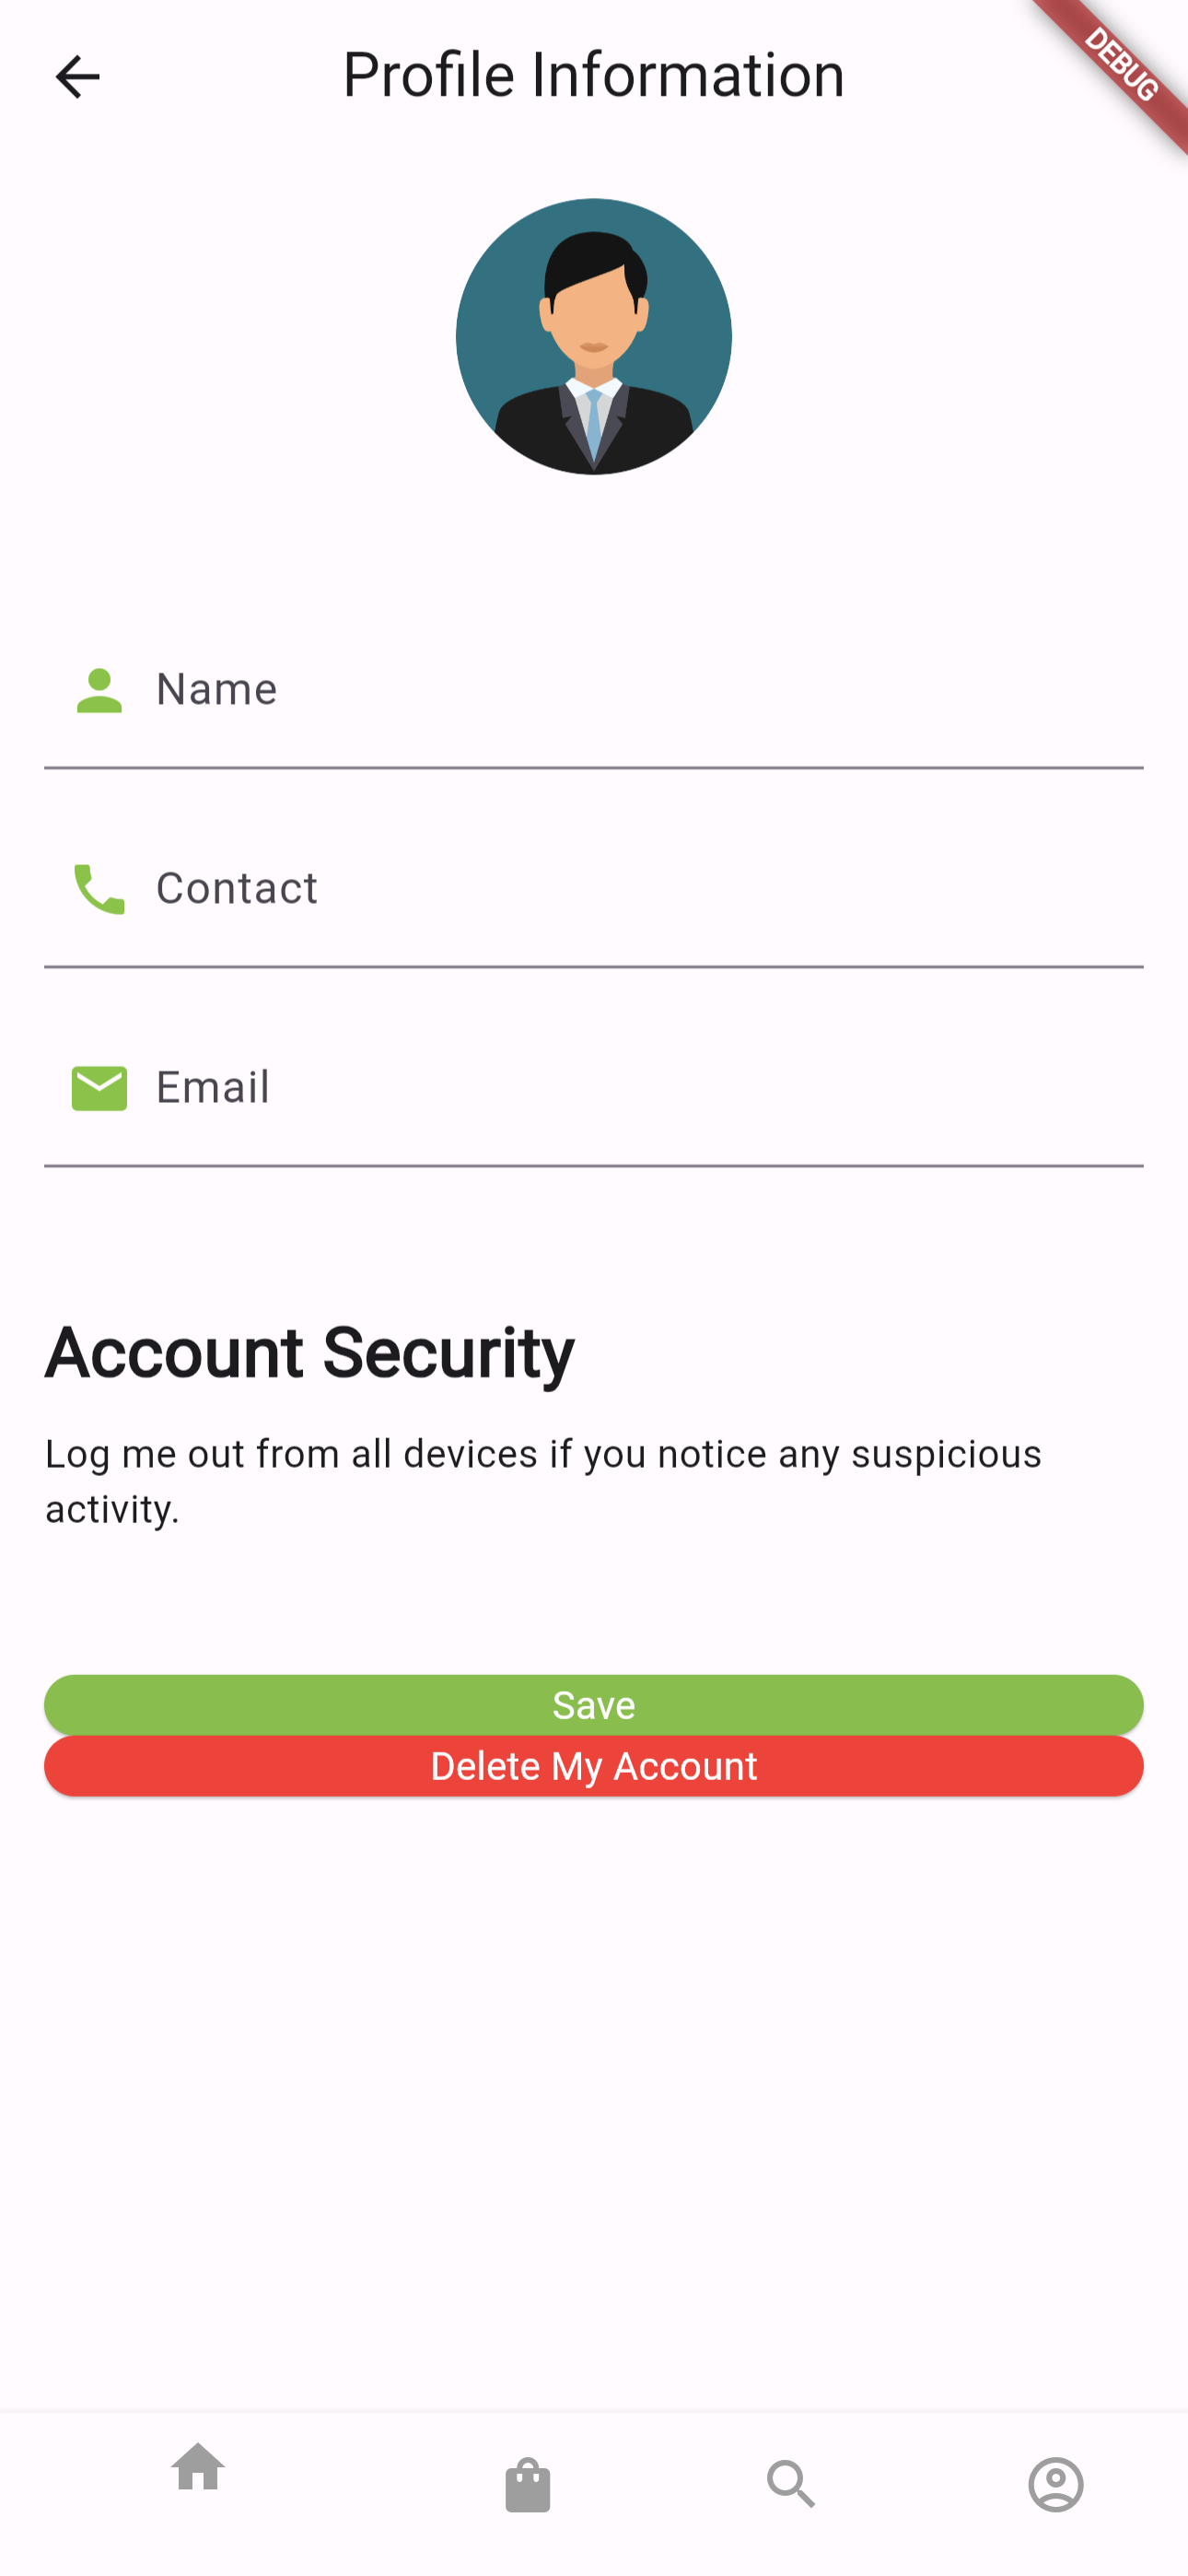 Profile Information
DEBUG
Name
Contact
Email
Account Security
Log me out from all devices if you notice any suspicious
activity.
Save
Delete My Account